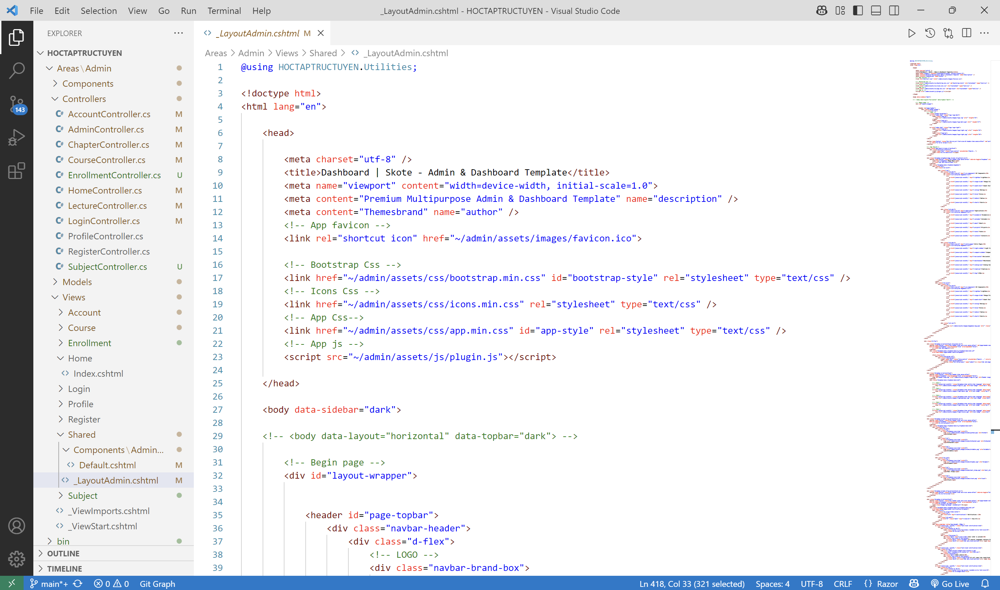 File Edit Selection View Go Run Terminal Help
_LayoutAdmin.cshtml - HOCTAPTRUCTUYEN - Visual Studio Code
EXPLORER
HOCTAPTRUCTUYEN
Areas\Admin
Components
Controllers
AccountController.cs M
AdminController.cs M
ChapterController.cs M
CourseController.cs M
EnrollmentController.cs U
HomeController.cs M
LectureController.cs M
LoginController.cs M
ProfileController.cs
RegisterController.cs
SubjectController.cs U
Models
Views
Account
Course
Enrollment
Home
Index.cshtml
Login
Profile
Register
Shared
Components\Admin...
Default.cshtml M
_LayoutAdmin.cshtml M
Subject
_ViewImports.cshtml
_ViewStart.cshtml
bin
OUTLINE
TIMELINE
143
_LayoutAdmin.cshtml M
Areas > Admin > Views > Shared > _LayoutAdmin.cshtml
1 @using HOCTAPTRUCTUYEN.Utilities;
2
3 <!doctype html>
4 <html lang="en">
5
6 <head>
7
8 <meta charset="utf-8" />
9 <title>Dashboard | Skote - Admin & Dashboard Template</title>
10 <meta name="viewport" content="width=device-width, initial-scale=1.0">
11 <meta content="Premium Multipurpose Admin & Dashboard Template" name="description" />
12 <meta content="Themesbrand" name="author" />
13 <!-- App favicon -->
14 <link rel="shortcut icon" href="~/admin/assets/images/favicon.ico">
15
16 <!-- Bootstrap Css -->
17 <link href="~/admin/assets/css/bootstrap.min.css" id="bootstrap-style" rel="stylesheet" type="text/css" />
18 <!-- Icons Css -->
19 <link href="~/admin/assets/css/icons.min.css" rel="stylesheet" type="text/css" />
20 <!-- App Css-->
21 <link href="~/admin/assets/css/app.min.css" id="app-style" rel="stylesheet" type="text/css" />
22 <!-- App js -->
23 <script src="~/admin/assets/js/plugin.js"></script>
24
25 </head>
26
27 <body data-sidebar="dark">
28
29 <!-- <body data-layout="horizontal" data-topbar="dark"> -->
30
31 <!-- Begin page -->
32 <div id="layout-wrapper">
33
34
35 <header id="page-topbar">
36 <div class="navbar-header">
37 <div class="d-flex">
38 <!-- LOGO -->
39 <div class="navbar-brand-box">
main*+ 0 0 Git Graph
Ln 418, Col 33 (321 selected) Spaces: 4 UTF-8 CRLF {} Razor Go Live